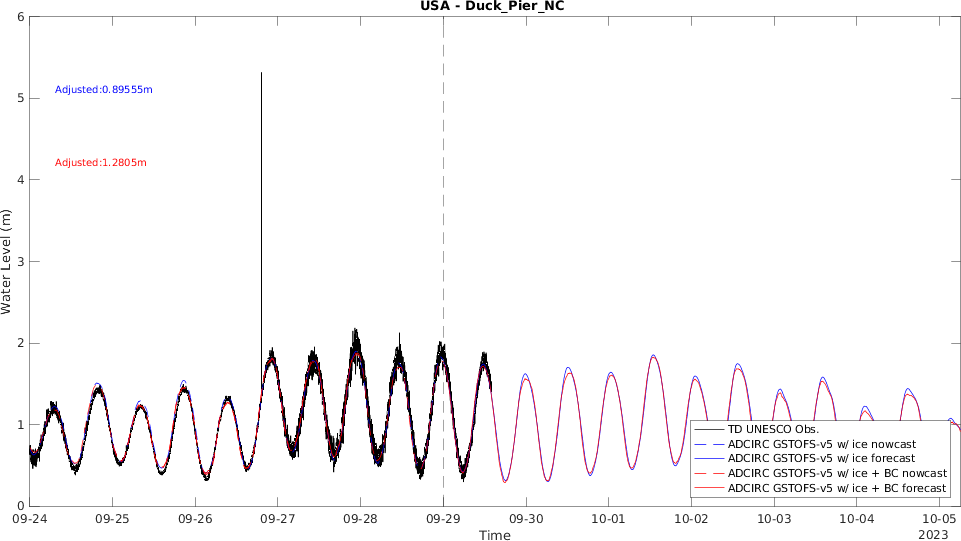 USA - Duck_Pier_NC
6
5
4
3
2
1
0
Water Level (m)
Adjusted:0.89555m
Adjusted:1.2805m
TD UNESCO Obs.
ADCIRC GSTOFS-v5 w/ ice nowcast
ADCIRC GSTOFS-v5 w/ ice forecast
ADCIRC GSTOFS-v5 w/ ice + BC nowcast
ADCIRC GSTOFS-v5 w/ ice + BC forecast
09-24 09-25 09-26 09-27 09-28 09-29 09-30 10-01 10-02 10-03 10-04 10-05
Time
2023